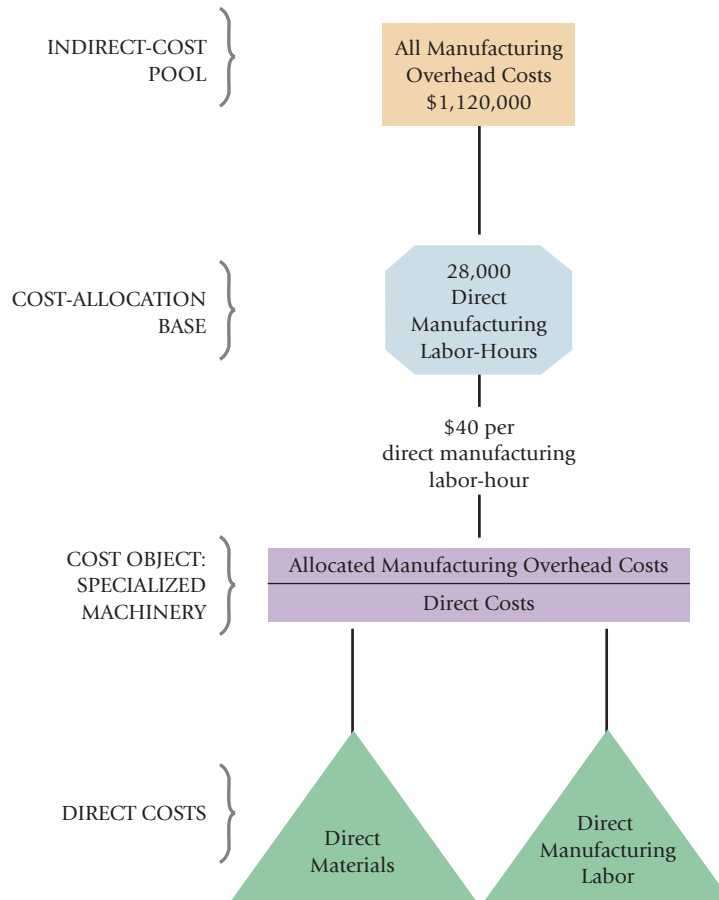 INDIRECT-COST
POOL
All Manufacturing
Overhead Costs
$1,120,000
COST-ALLOCATION
BASE
28,000
Direct
Manufacturing
Labor-Hours
$40 per
direct manufacturing
labor-hour
COST OBJECT:
SPECIALIZED
MACHINERY
Allocated Manufacturing Overhead Costs
Direct Costs
DIRECT COSTS
Direct
Materials
Direct
Manufacturing
Labor